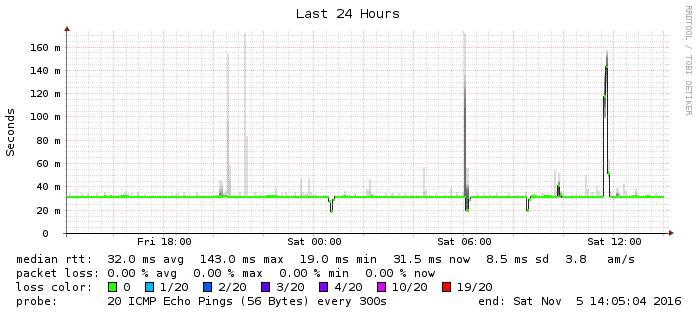 Last 24 Hours
RRDTOOL / TOBI OETIKER
Seconds
160 m
140 m
120 m
100 m
80 m
60 m
40 m
20 m
0
Fri 18:00 Sat 00:00 Sat 06:00 Sat 12:00
median rtt: 32.0 ms avg 143.0 ms max 19.0 ms min 31.5 ms now 8.5 ms sd 3.8 am/s
packet loss: 0.00 % avg 0.00 % max 0.00 % min 0.00 % now
loss color: 0 1/20 2/20 3/20 4/20 10/20 19/20
probe: 20 ICMP Echo Pings (56 Bytes) every 300s end: Sat Nov 5 14:05:04 2016